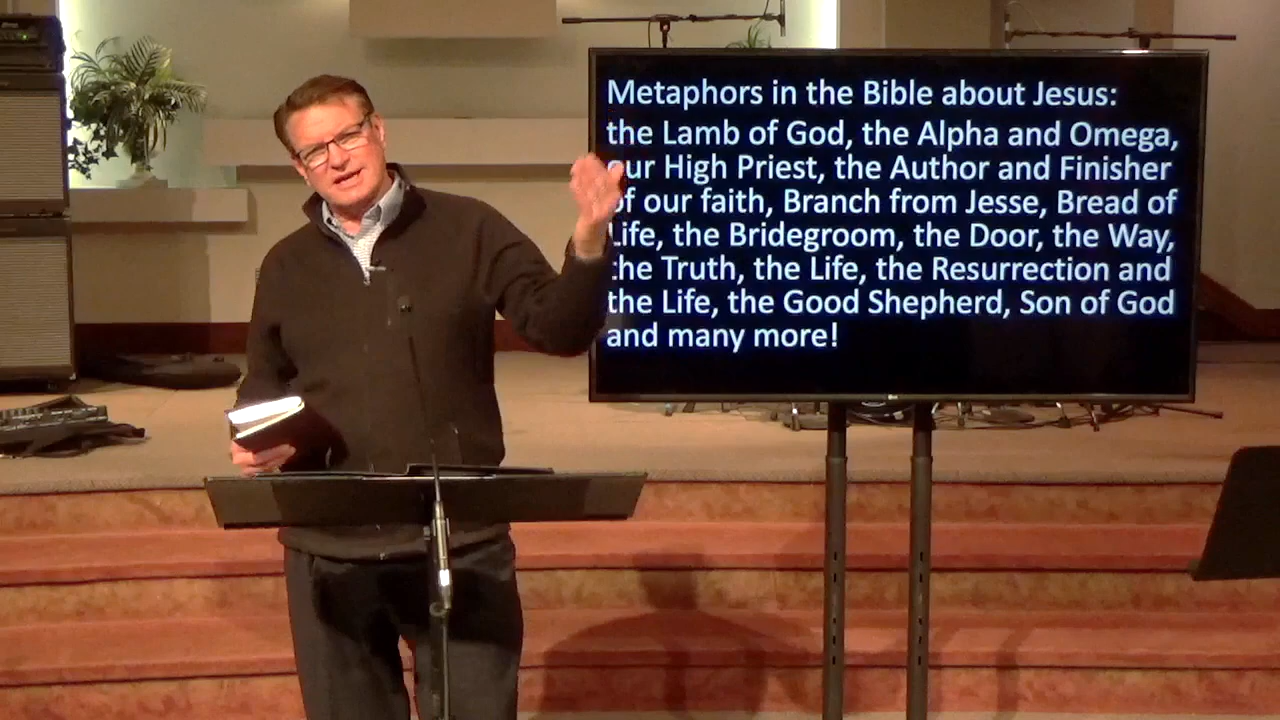 Metaphors in the Bible about Jesus:
the Lamb of God, the Alpha and Omega,
our High Priest, the Author and Finisher
of our faith, Branch from Jesse, Bread of
Life, the Bridegroom, the Door, the Way,
the Truth, the Life, the Resurrection and
the Life, the Good Shepherd, Son of God
and many more!